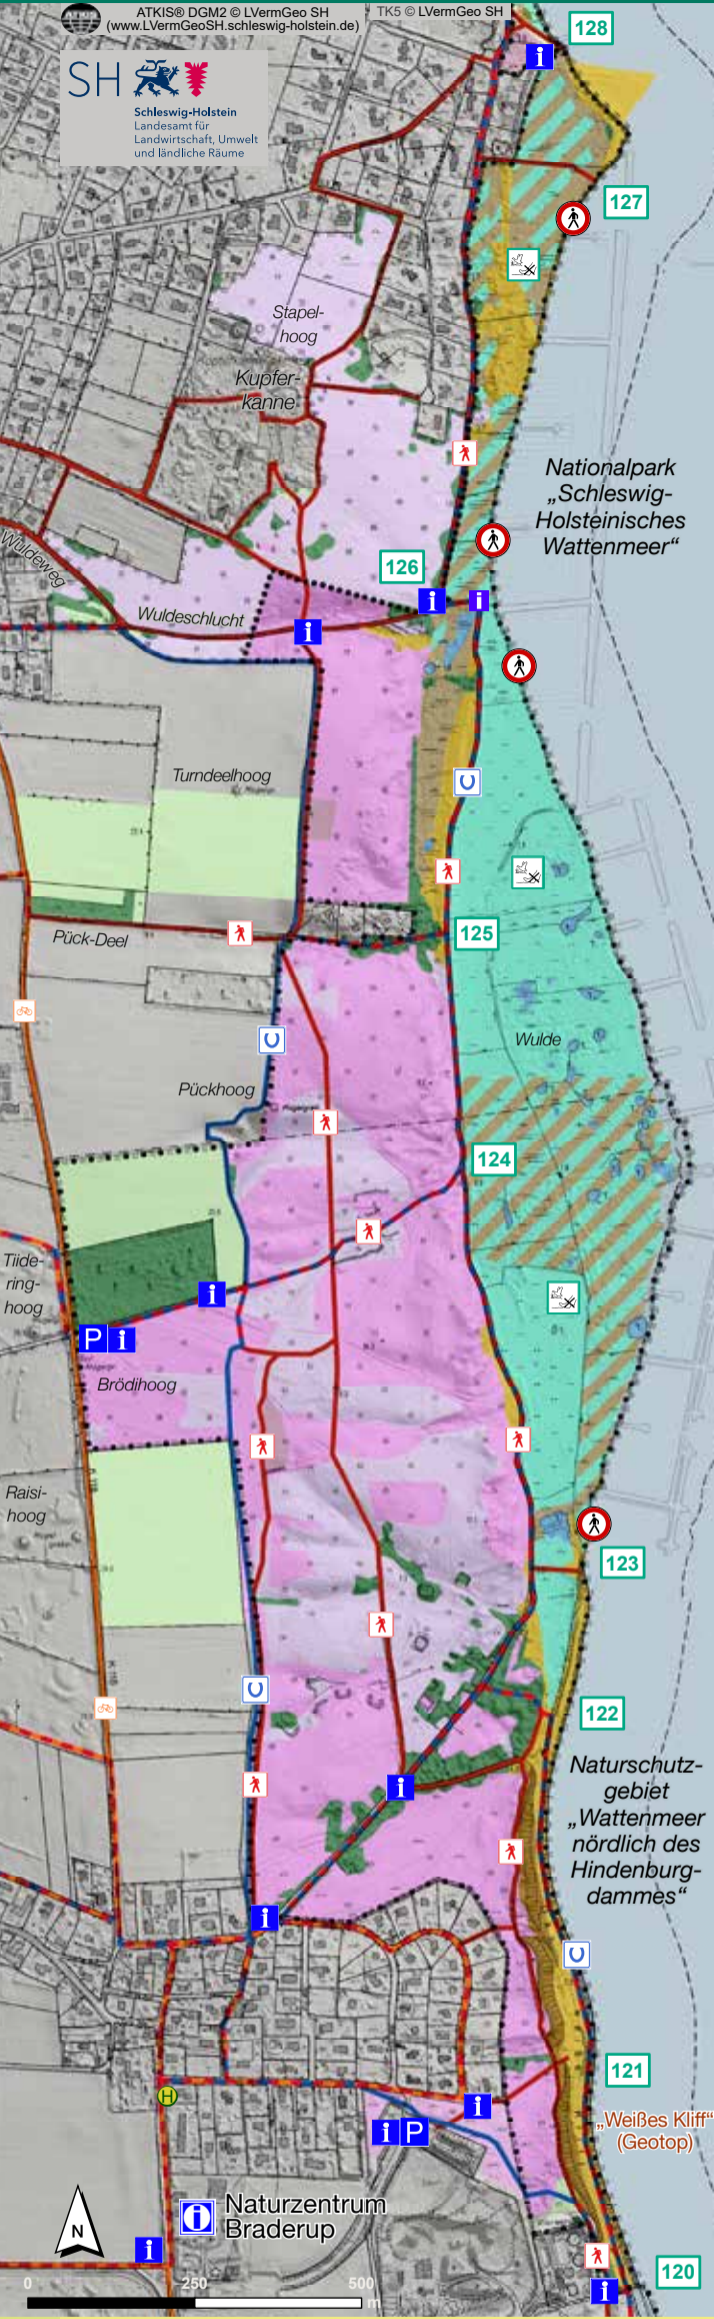 ATKIS® DGM2 © LVermGeo SH
(www.LVermGeoSH.schleswig-holstein.de)
TK5 © LVermGeo SH
SH
Schleswig-Holstein
Landesamt für
Landwirtschaft, Umwelt
und ländliche Räume
128
i
127
Stapel-
hoog
Kupfer-
kanne
Nationalpark
„Schleswig-
Holsteinisches
Wattenmeer“
Wuldeweg
126
i
i
Wuldeschlucht
i
Turndeelhoog
125
Pück-Deel
Wulde
Pückhoog
124
Tiide-
ring-
hoog
i
P i
Brödihoog
Raisi-
hoog
123
122
Naturschutz-
gebiet
„Wattenmeer
nördlich des
Hindenburg-
dammes“
i
i
121
H
i
i P
„Weißes Kliff“
(Geotop)
i Naturzentrum
Braderup
N
i
120
i
0 250 500
m